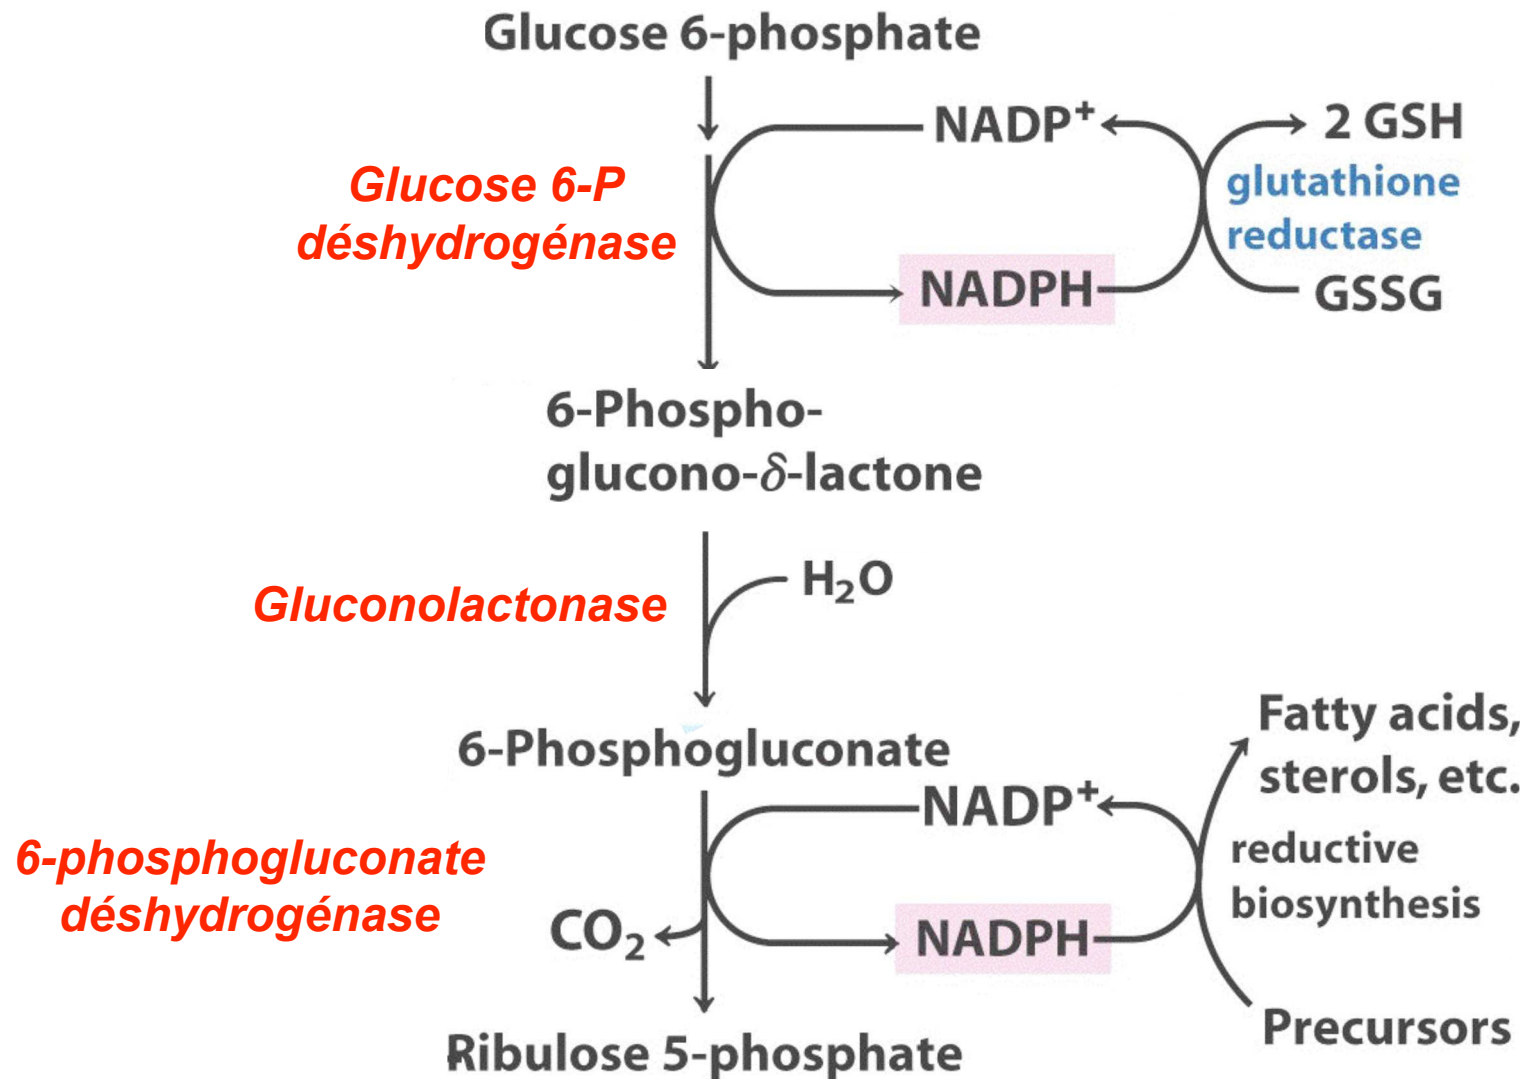 Glucose 6-phosphate
NADP⁺
2 GSH
Glucose 6-P
déshydrogénase
glutathione
reductase
NADPH
GSSG
6-Phospho-
glucono-δ-lactone
H₂O
Gluconolactonase
6-Phosphogluconate
Fatty acids,
sterols, etc.
NADP⁺
6-phosphogluconate
déshydrogénase
reductive
biosynthesis
CO₂
NADPH
Precursors
Ribulose 5-phosphate